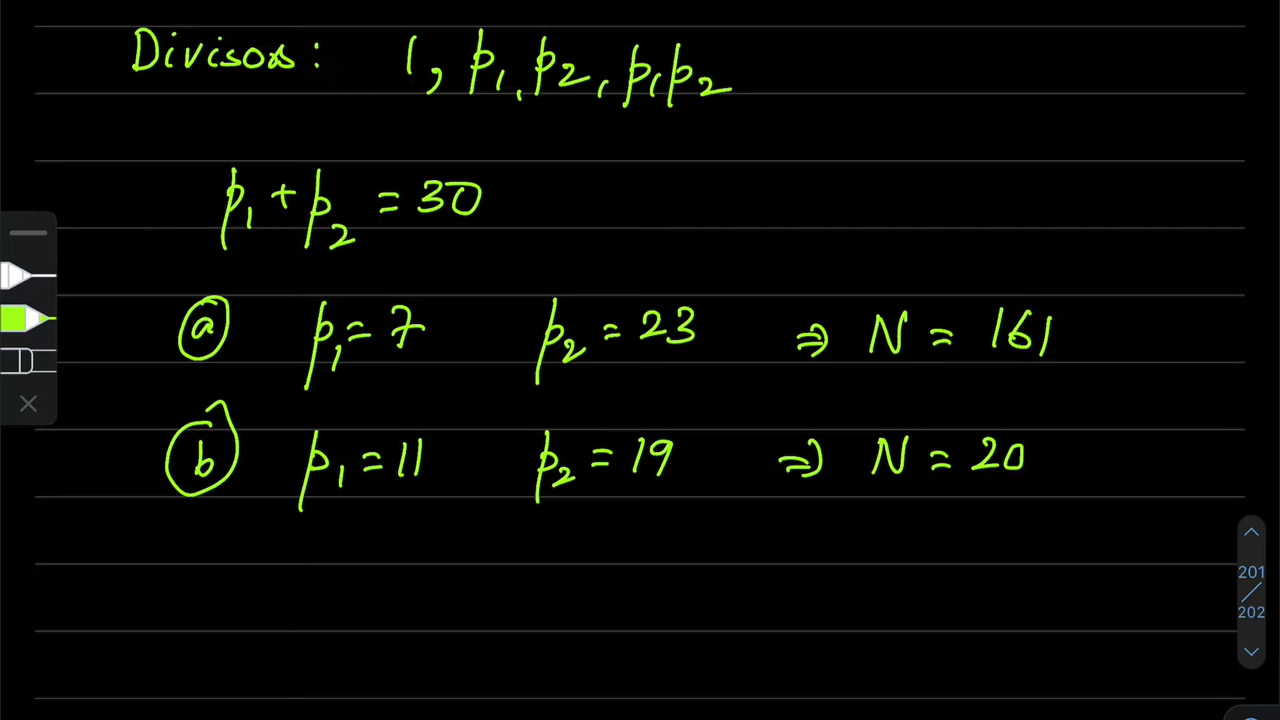 Divisors: 1, p₁, p₂, p₁p₂
p₁ + p₂ = 30
ⓐ p₁ = 7 p₂ = 23 ⇒ N = 161
ⓑ p₁ = 11 p₂ = 19 ⇒ N = 20
201
202